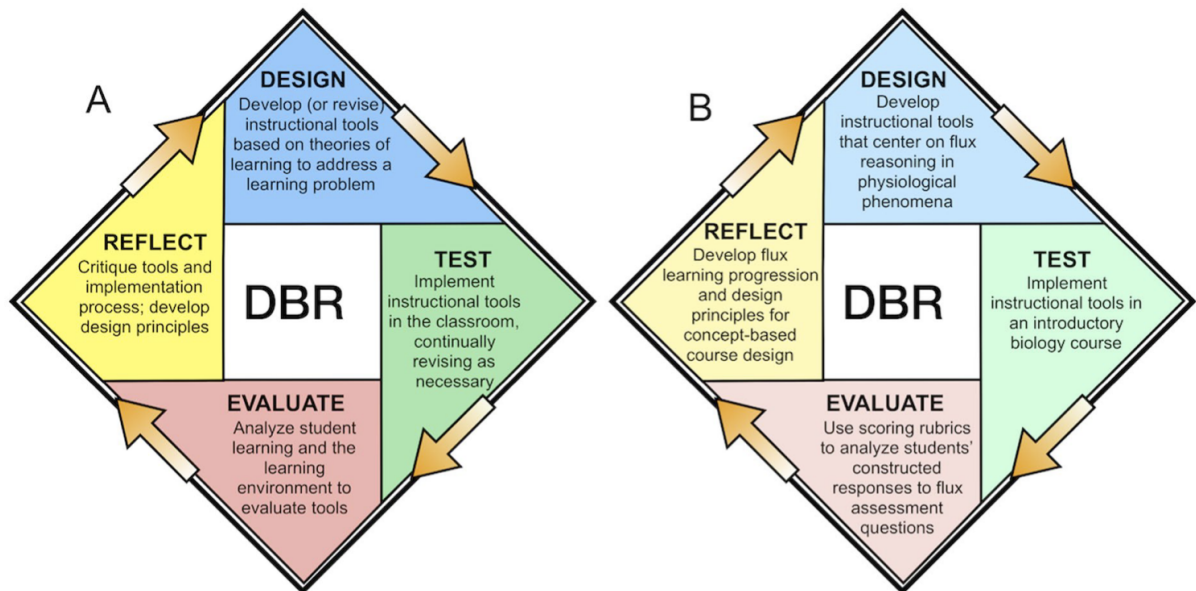 A
DESIGN
Develop (or revise)
instructional tools
based on theories of
learning to address a
learning problem
REFLECT
Critique tools and
implementation
process; develop
design principles
DBR
TEST
Implement
instructional tools
in the classroom,
continually
revising as
necessary
EVALUATE
Analyze student
learning and the
learning
environment to
evaluate tools
B
DESIGN
Develop
instructional tools
that center on flux
reasoning in
physiological
phenomena
REFLECT
Develop flux
learning progression
and design
principles for
concept-based
course design
DBR
TEST
Implement
instructional tools in
an introductory
biology course
EVALUATE
Use scoring rubrics
to analyze students’
constructed
responses to flux
assessment
questions